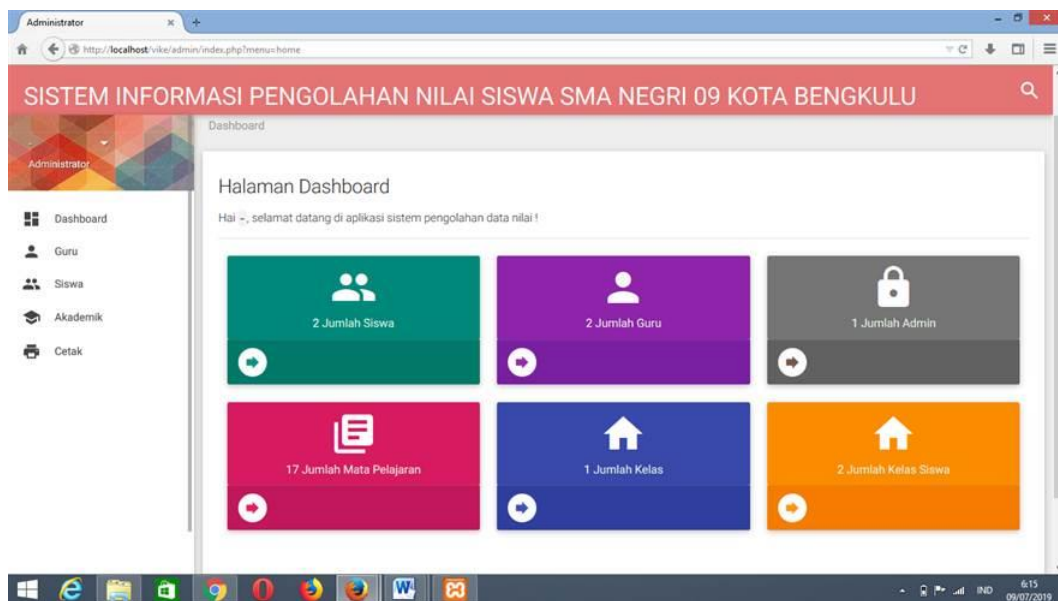 Administrator
http://localhost/vike/admin/index.php?menu=home
SISTEM INFORMASI PENGOLAHAN NILAI SISWA SMA NEGRI 09 KOTA BENGKULU
Administrator
Dashboard
Guru
Siswa
Akademik
Cetak
Dashboard
Halaman Dashboard
Hai -, selamat datang di aplikasi sistem pengolahan data nilai !
2 Jumlah Siswa
2 Jumlah Guru
1 Jumlah Admin
17 Jumlah Mata Pelajaran
1 Jumlah Kelas
2 Jumlah Kelas Siswa
IND
6:15
09/07/2019